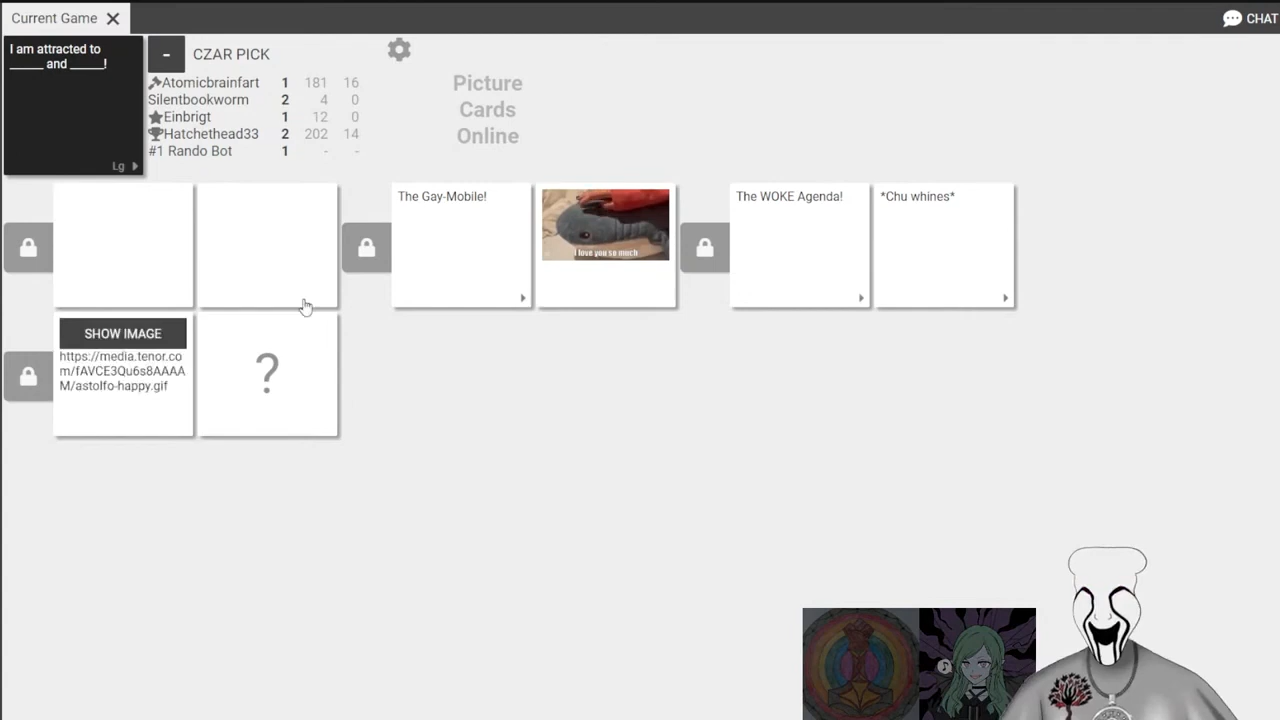 Current Game
CHAT
I am attracted to
_____ and _____!
Lg
-
CZAR PICK
Atomicbrainfart 1 181 16
Silentbookworm 2 4 0
Einbrigt 1 12 0
Hatchethead33 2 202 14
#1 Rando Bot 1 - -
Picture
Cards
Online
The Gay-Mobile!
I love you so much
The WOKE Agenda!
*Chu whines*
SHOW IMAGE
https://media.tenor.co
m/fAVCE3Qu6s8AAAA
M/astolfo-happy.gif
?